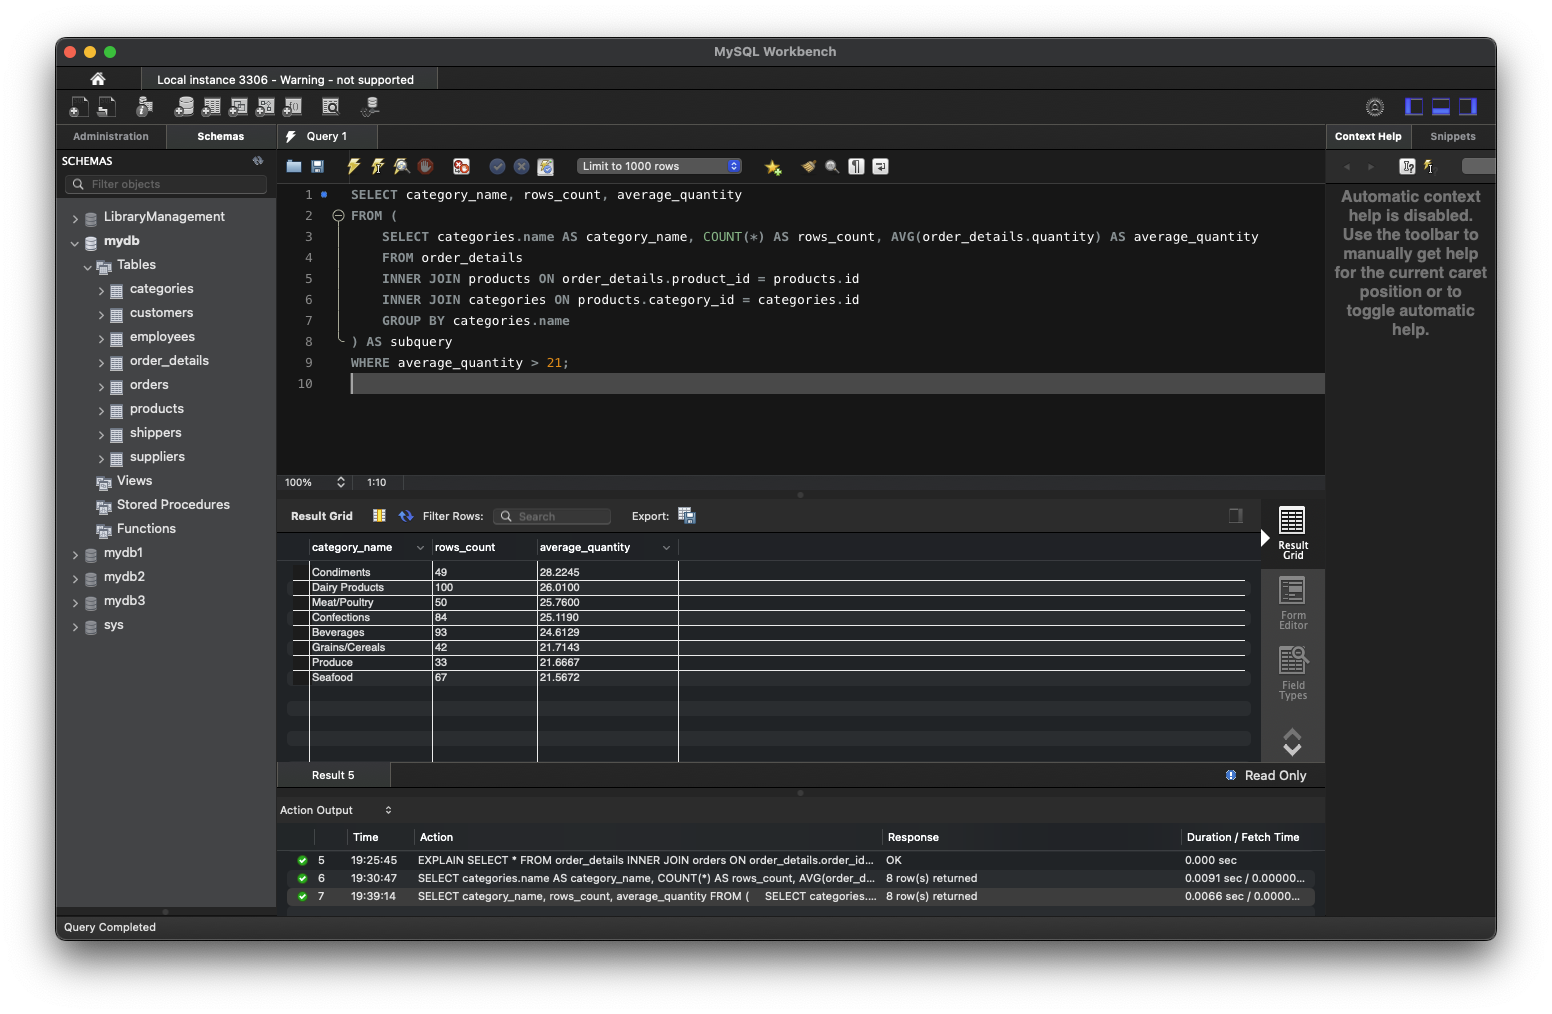 MySQL Workbench
Local instance 3306 - Warning - not supported
Administration
Schemas
Query 1
Context Help
Snippets
SCHEMAS
Filter objects
LibraryManagement
mydb
Tables
categories
customers
employees
order_details
orders
products
shippers
suppliers
Views
Stored Procedures
Functions
mydb1
mydb2
mydb3
sys
Limit to 1000 rows
1 SELECT category_name, rows_count, average_quantity
2 FROM (
3 SELECT categories.name AS category_name, COUNT(*) AS rows_count, AVG(order_details.quantity) AS average_quantity
4 FROM order_details
5 INNER JOIN products ON order_details.product_id = products.id
6 INNER JOIN categories ON products.category_id = categories.id
7 GROUP BY categories.name
8 ) AS subquery
9 WHERE average_quantity > 21;
10
Automatic context
help is disabled.
Use the toolbar to
manually get help
for the current caret
position or to
toggle automatic
help.
100% 1:10
Result Grid Filter Rows: Search Export:
category_name rows_count average_quantity
Condiments 49 28.2245
Dairy Products 100 26.0100
Meat/Poultry 50 25.7600
Confections 84 25.1190
Beverages 93 24.6129
Grains/Cereals 42 21.7143
Produce 33 21.6667
Seafood 67 21.5672
Result
Grid
Form
Editor
Field
Types
Result 5
Read Only
Action Output
Time Action Response Duration / Fetch Time
5 19:25:45 EXPLAIN SELECT * FROM order_details INNER JOIN orders ON order_details.order_id... OK 0.000 sec
6 19:30:47 SELECT categories.name AS category_name, COUNT(*) AS rows_count, AVG(order_d... 8 row(s) returned 0.0091 sec / 0.00000...
7 19:39:14 SELECT category_name, rows_count, average_quantity FROM ( SELECT categories.... 8 row(s) returned 0.0066 sec / 0.0000...
Query Completed